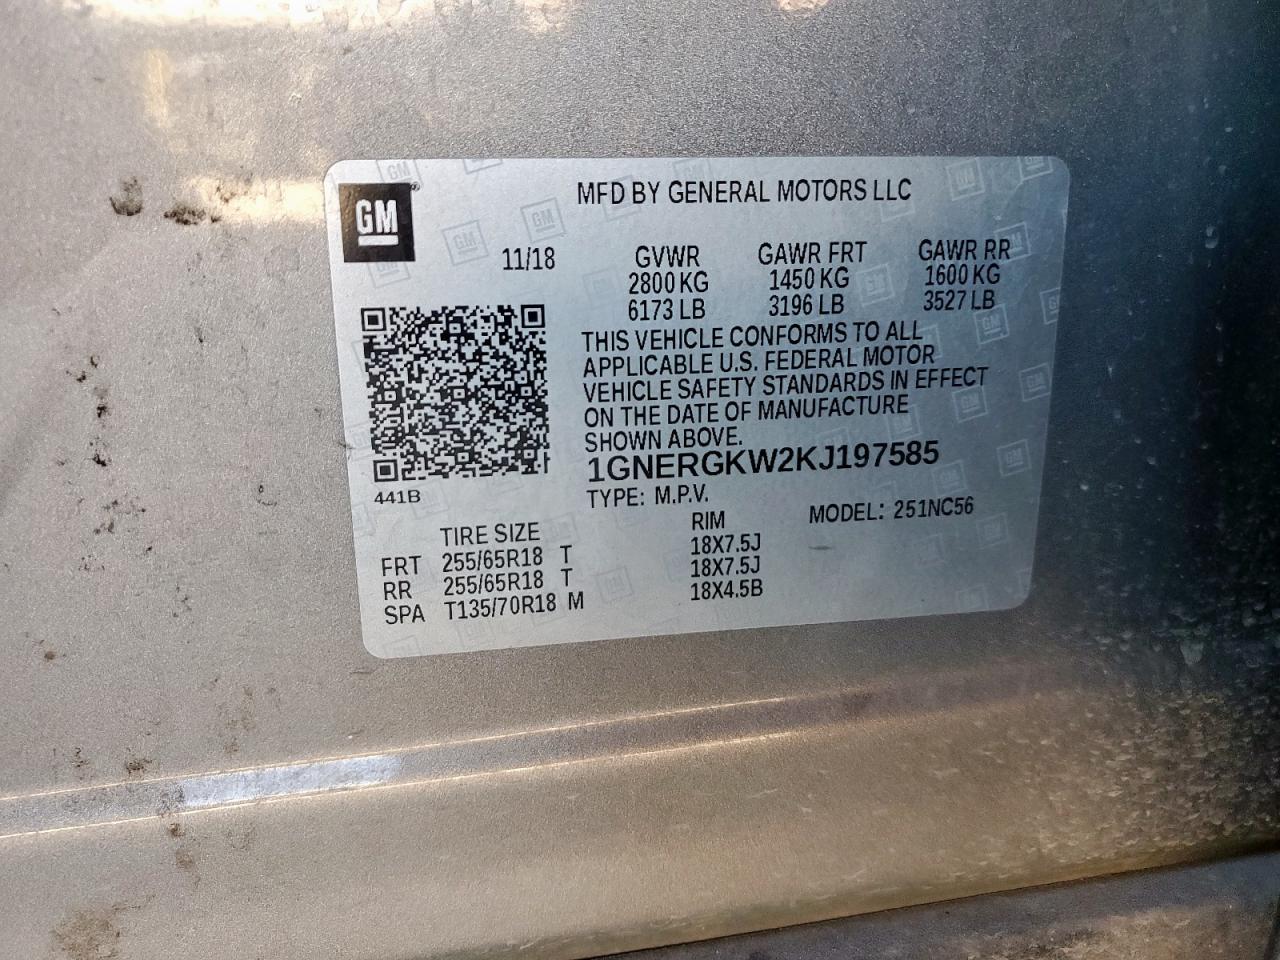 GM
MFD BY GENERAL MOTORS LLC
11/18 GVWR GAWR FRT GAWR RR
2800 KG 1450 KG 1600 KG
6173 LB 3196 LB 3527 LB
THIS VEHICLE CONFORMS TO ALL
APPLICABLE U.S. FEDERAL MOTOR
VEHICLE SAFETY STANDARDS IN EFFECT
ON THE DATE OF MANUFACTURE
SHOWN ABOVE.
1GNERGKW2KJ197585
441B
TYPE: M.P.V. MODEL: 251NC56
TIRE SIZE RIM
FRT 255/65R18 T 18X7.5J
RR 255/65R18 T 18X7.5J
SPA T135/70R18 M 18X4.5B